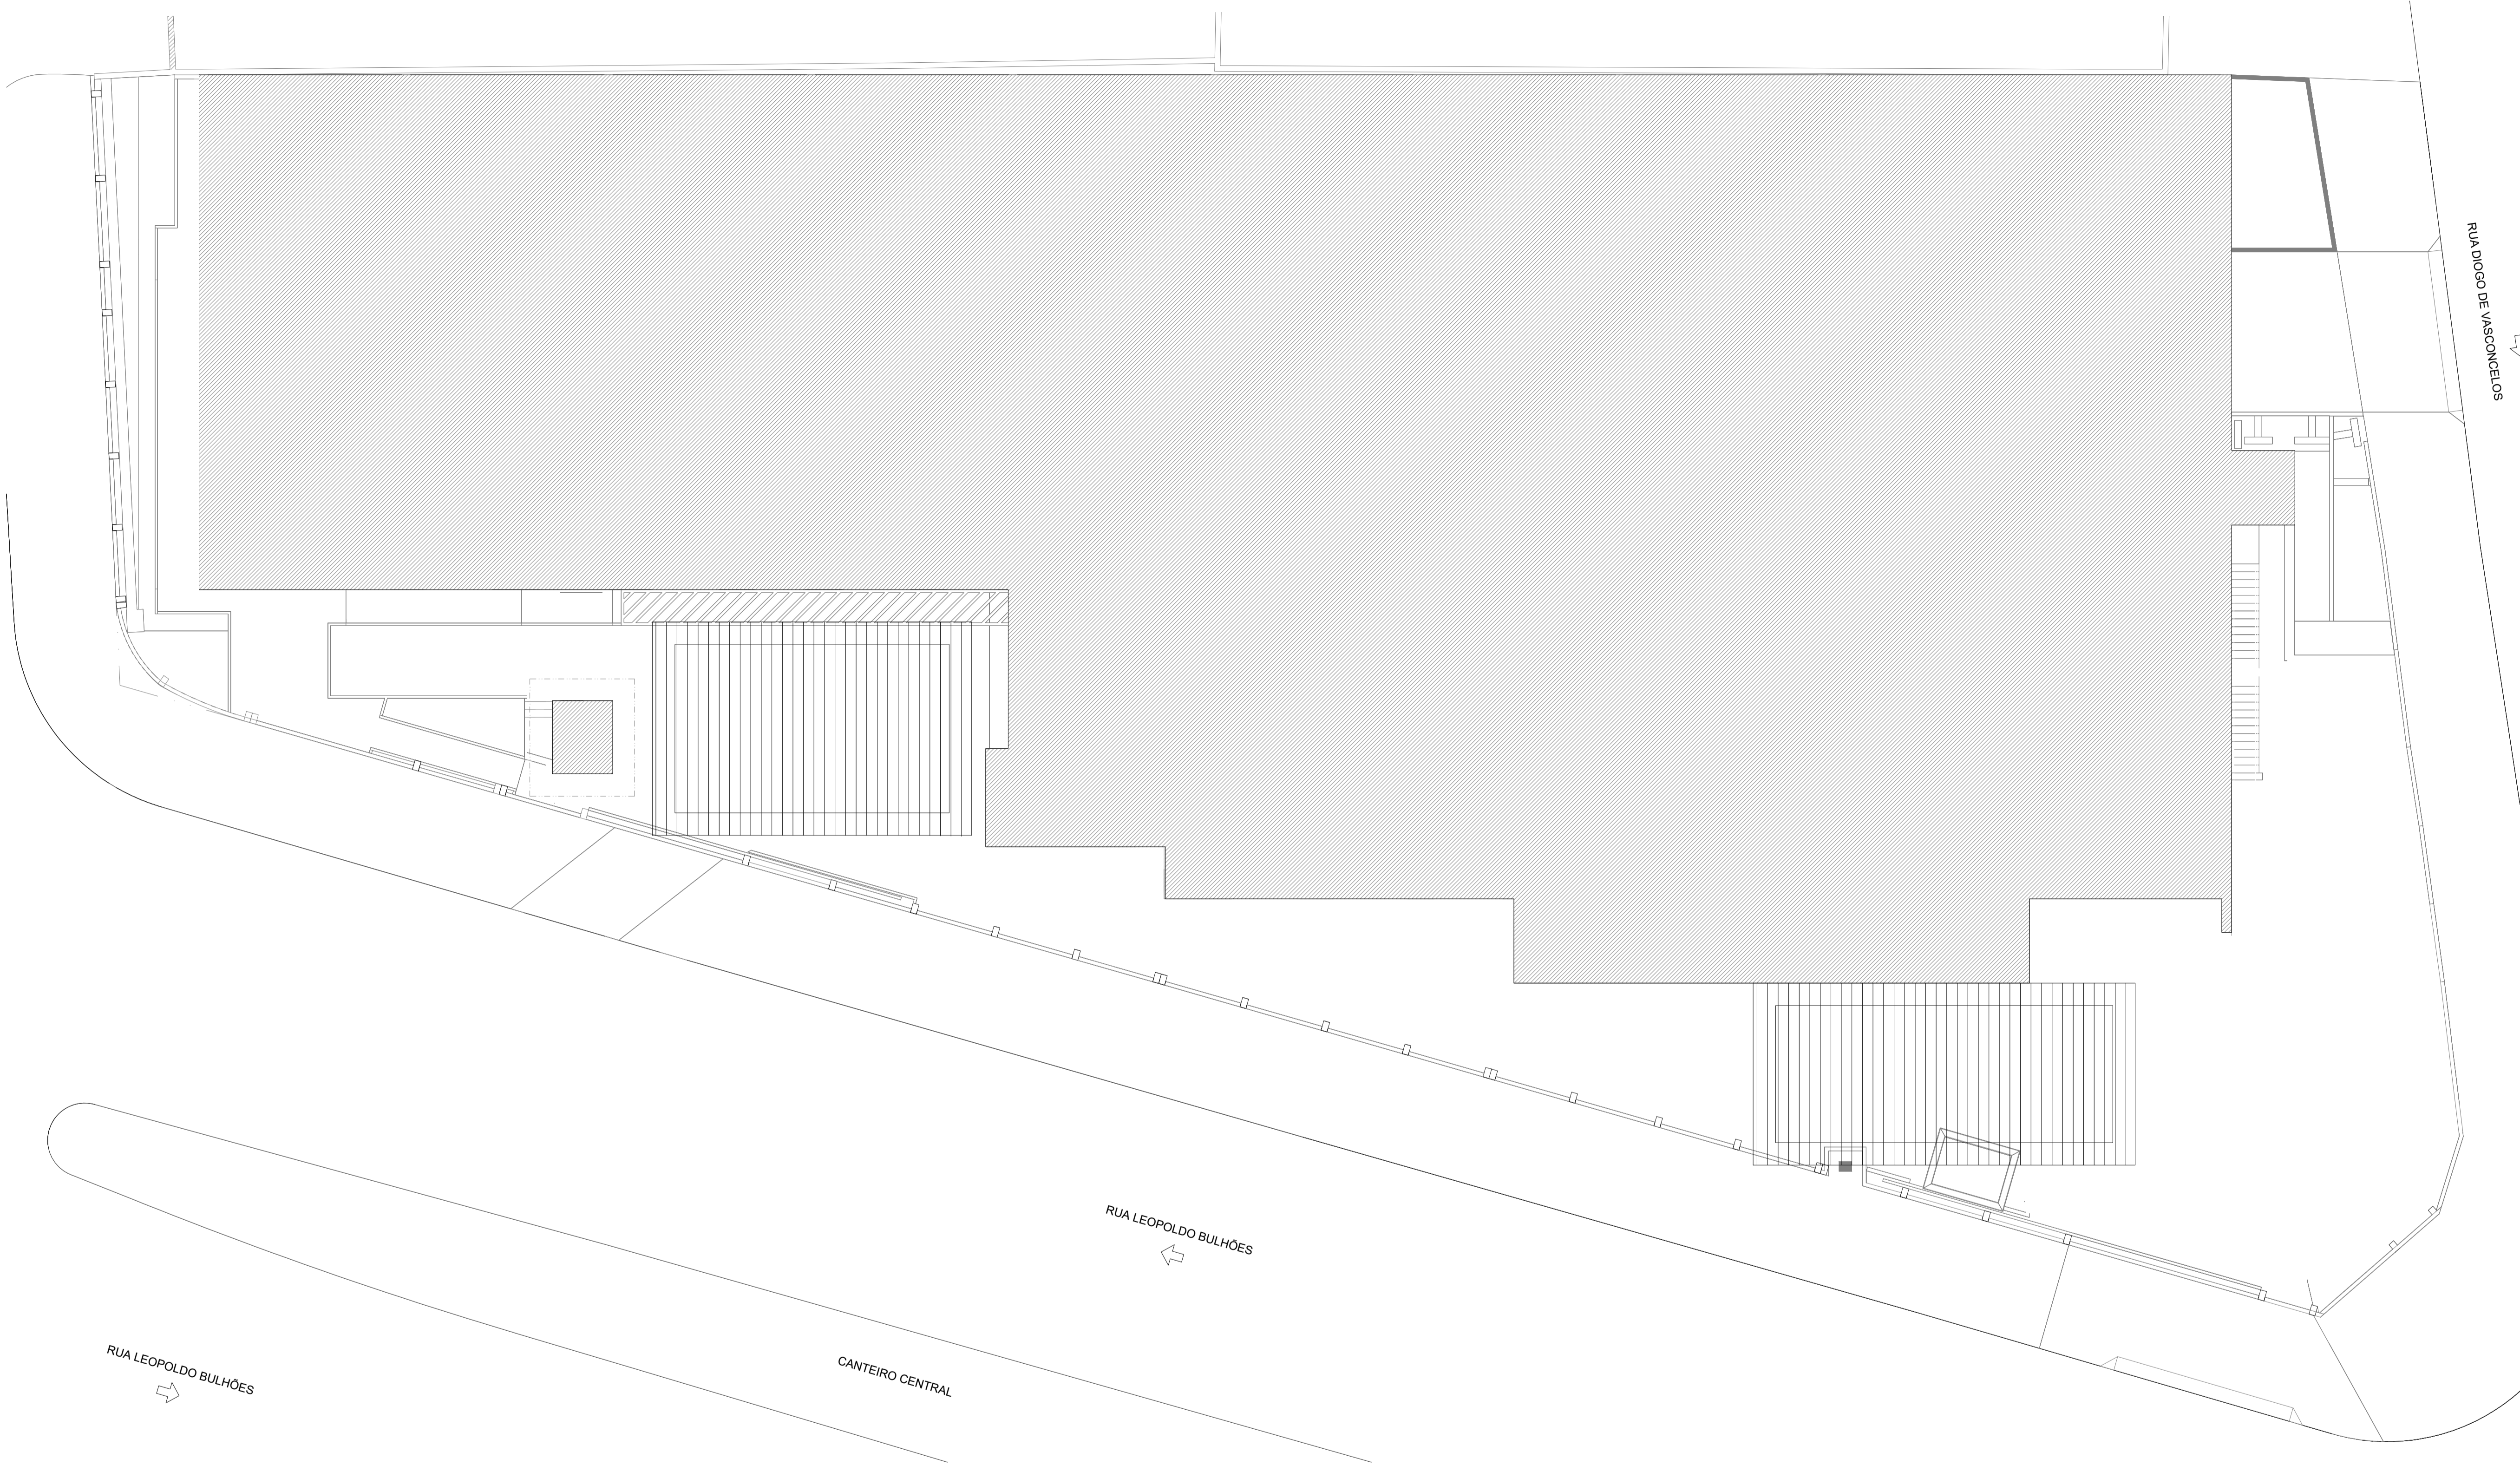 RUA DIOGO DE VASCONCELOS
RUA LEOPOLDO BULHÕES
RUA LEOPOLDO BULHÕES
CANTEIRO CENTRAL